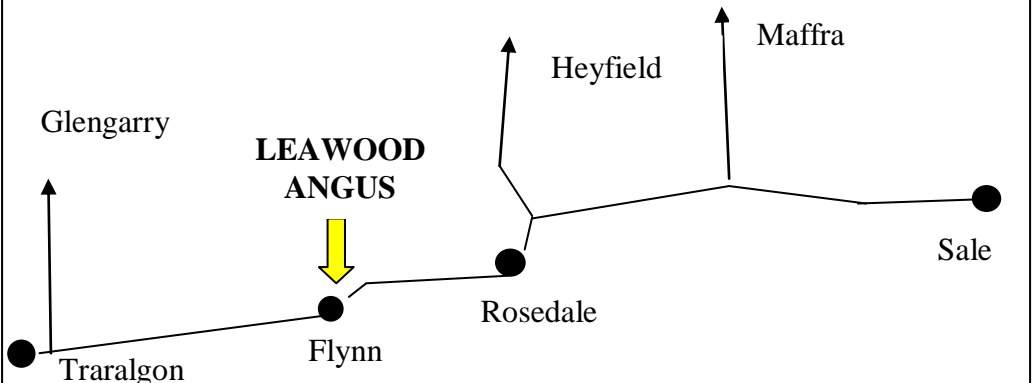 Maffra
Heyfield
Glengarry
LEAWOOD
ANGUS
Sale
Rosedale
Flynn
Traralgon